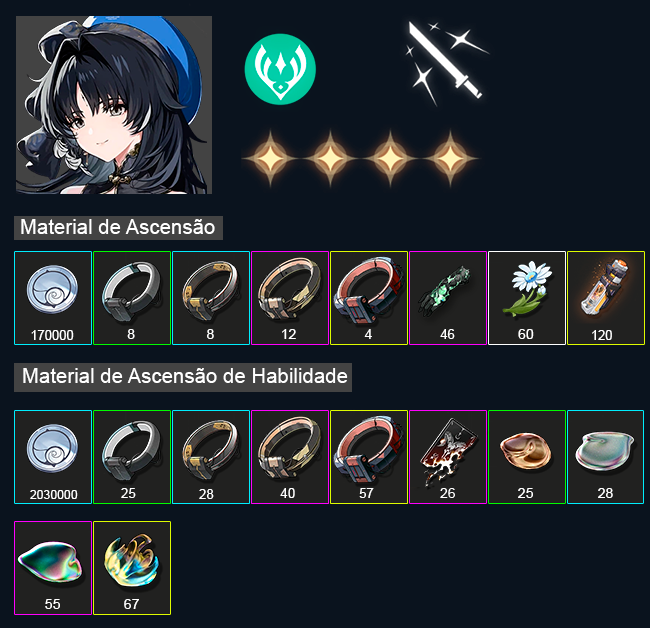 Material de Ascensão
170000 8 8 12 4 46 60 120
Material de Ascensão de Habilidade
2030000 25 28 40 57 26 25 28
55 67